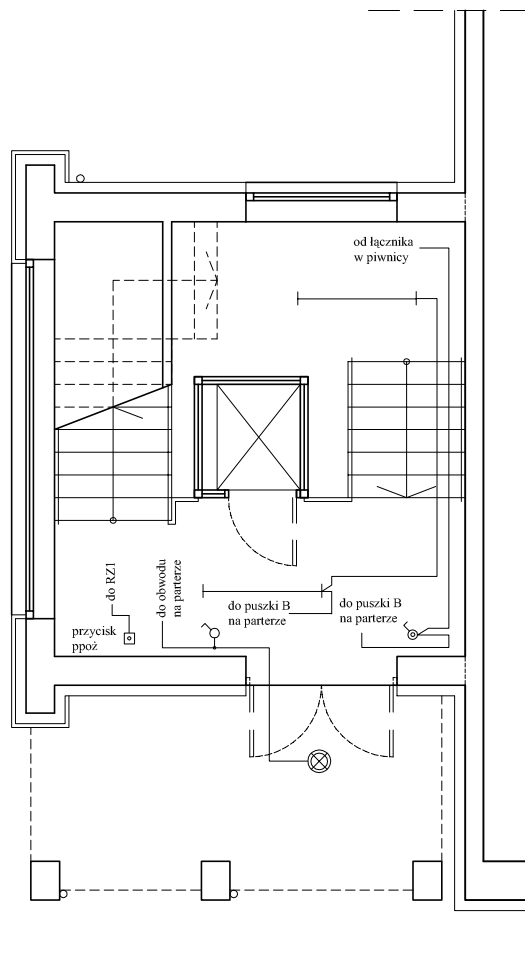 od łącznika
w piwnicy
do RZ1
do obwodu
na parterze
do puszki B
na parterze
do puszki B
na parterze
przycisk
ppoż